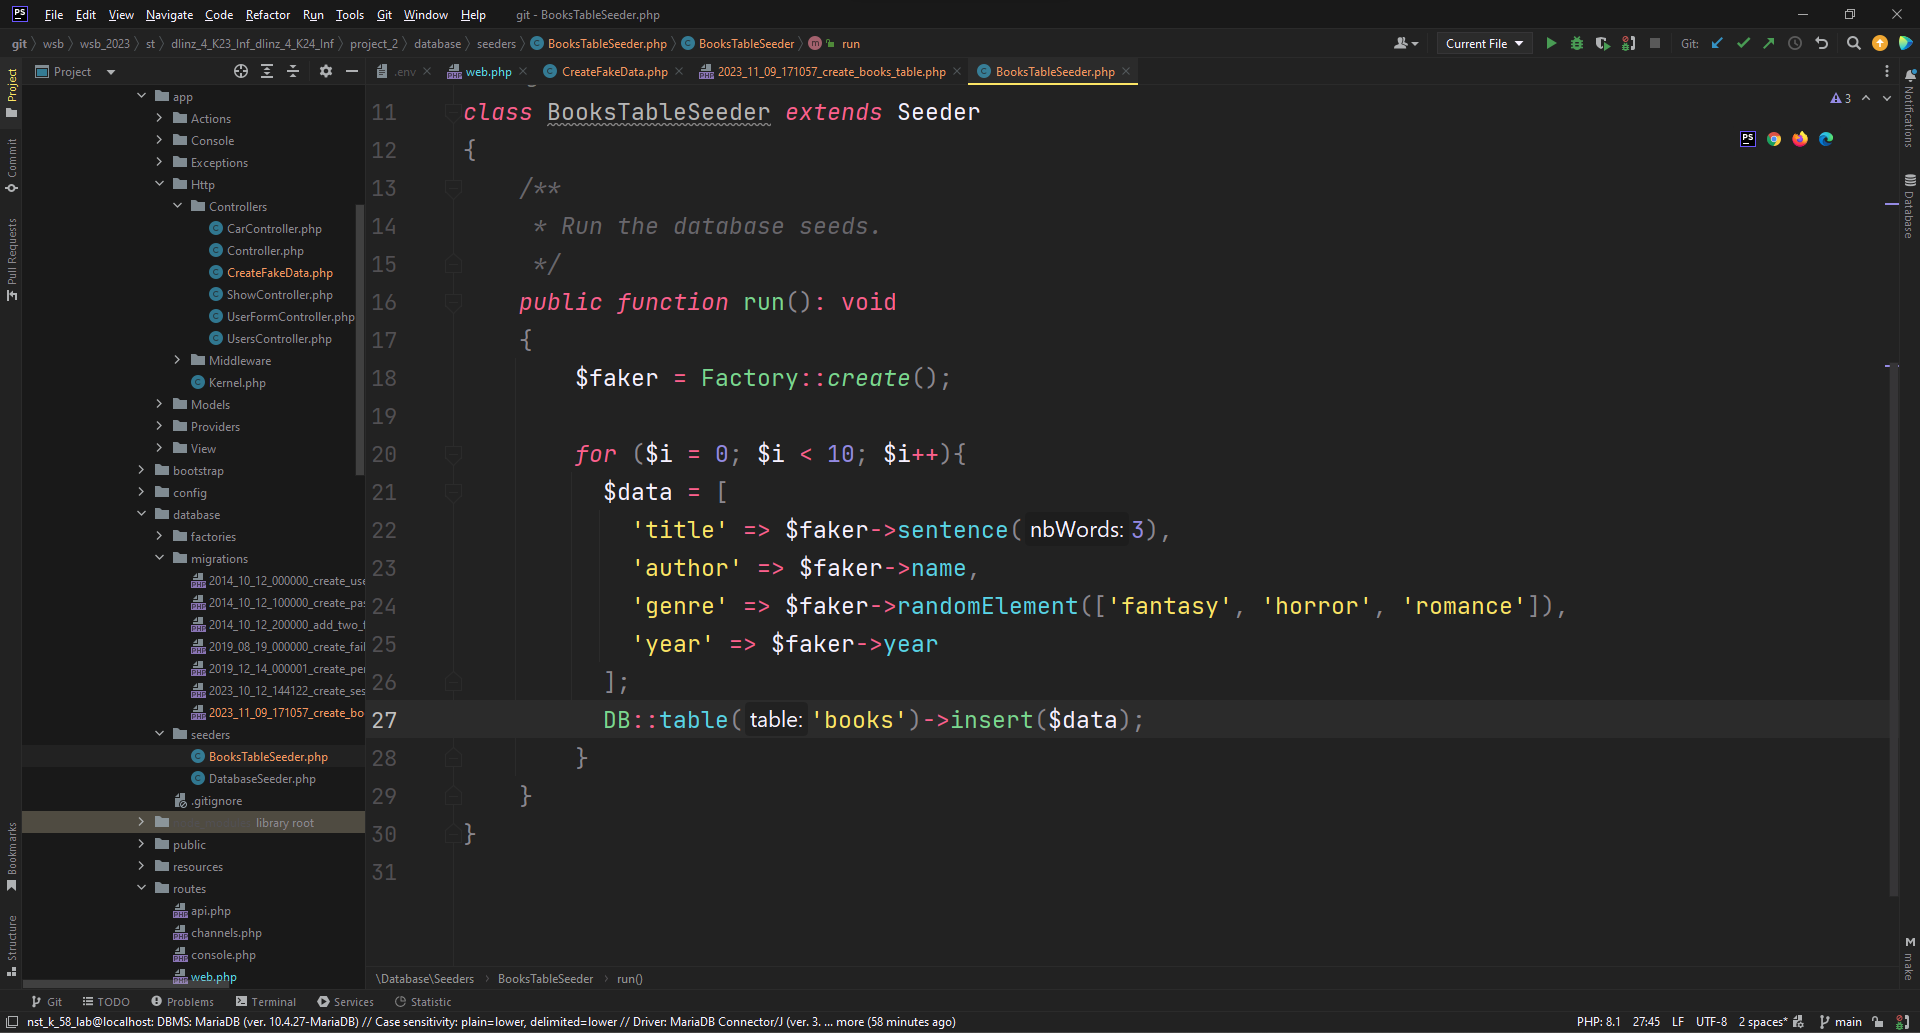 PS File Edit View Navigate Code Refactor Run Tools Git Window Help git - BooksTableSeeder.php
git wsb wsb_2023 st dlinz_4_K23_Inf_dlinz_4_K24_Inf project_2 database seeders BooksTableSeeder.php BooksTableSeeder m run Current File Git:
Project .env web.php CreateFakeData.php 2023_11_09_171057_create_books_table.php BooksTableSeeder.php
Project
Commit
Pull Requests
Bookmarks
Structure
app
Actions
Console
Exceptions
Http
Controllers
CarController.php
Controller.php
CreateFakeData.php
ShowController.php
UserFormController.php
UsersController.php
Middleware
Kernel.php
Models
Providers
View
bootstrap
config
database
factories
migrations
2014_10_12_000000_create_use
2014_10_12_100000_create_pas
2014_10_12_200000_add_two_f
2019_08_19_000000_create_fail
2019_12_14_000001_create_per
2023_10_12_144122_create_ses
2023_11_09_171057_create_bo
seeders
BooksTableSeeder.php
DatabaseSeeder.php
.gitignore
library root
public
resources
routes
api.php
channels.php
console.php
web.php
11 class BooksTableSeeder extends Seeder
12 {
13 /**
14 * Run the database seeds.
15 */
16 public function run(): void
17 {
18 $faker = Factory::create();
19
20 for ($i = 0; $i < 10; $i++){
21 $data = [
22 'title' => $faker->sentence( nbWords: 3),
23 'author' => $faker->name,
24 'genre' => $faker->randomElement(['fantasy', 'horror', 'romance']),
25 'year' => $faker->year
26 ];
27 DB::table( table: 'books')->insert($data);
28 }
29 }
30 }
31
3
PS
Notifications
Database
M make
\Database\Seeders BooksTableSeeder run()
Git TODO Problems Terminal Services Statistic
nst_k_58_lab@localhost: DBMS: MariaDB (ver. 10.4.27-MariaDB) // Case sensitivity: plain=lower, delimited=lower // Driver: MariaDB Connector/J (ver. 3. ... more (58 minutes ago) PHP: 8.1 27:45 LF UTF-8 2 spaces* main